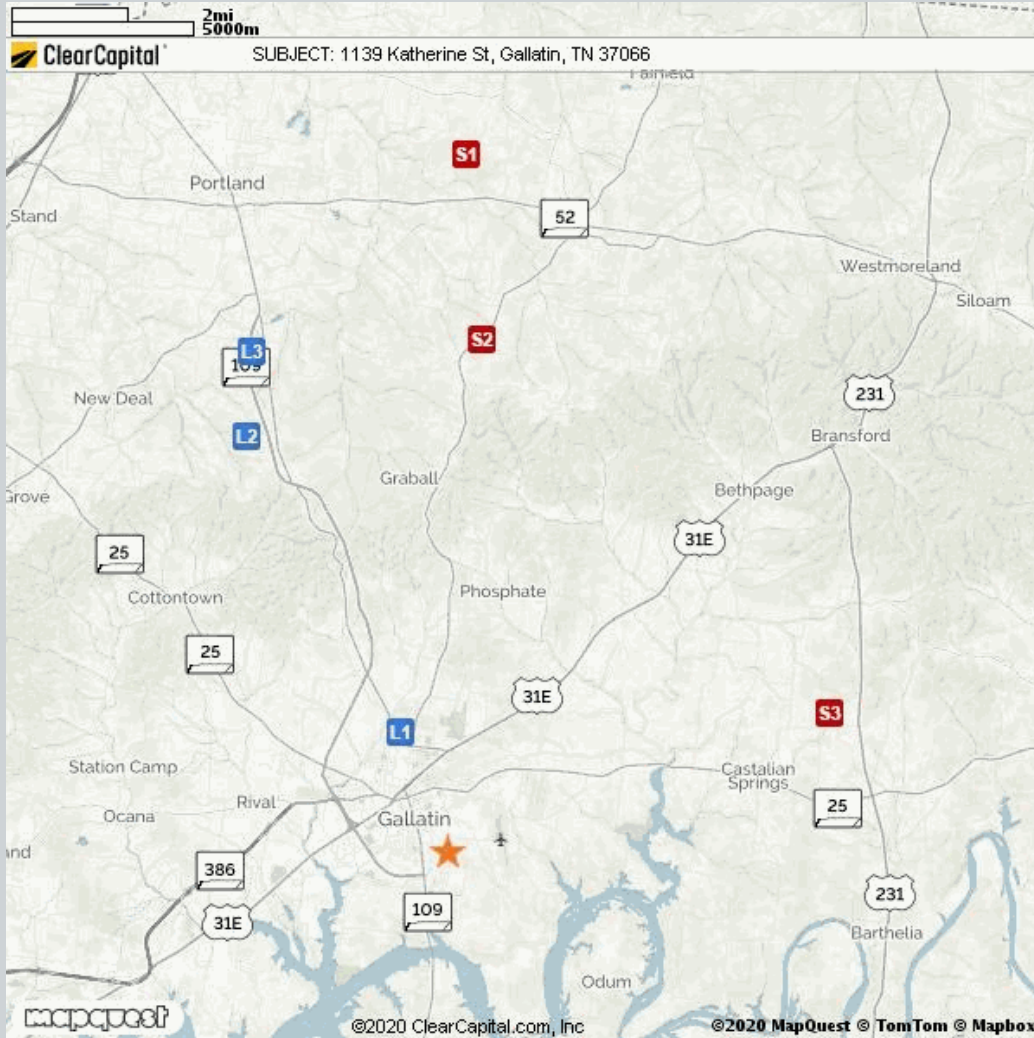 2mi
5000m
ClearCapital
SUBJECT: 1139 Katherine St, Gallatin, TN 37066
Fairfield
S1
Portland
Stand
52
Westmoreland
Siloam
S2
L3
109
231
New Deal
L2
Bransford
Graball
Bethpage
Grove
31E
25
Cottontown
Phosphate
25
31E
S3
L1
Station Camp
Castalian
Springs
Rival
25
Ocana
Gallatin
nd
386
231
109
31E
Barthelia
Odum
mapquest
©2020 ClearCapital.com, Inc
©2020 MapQuest © TomTom © Mapbox